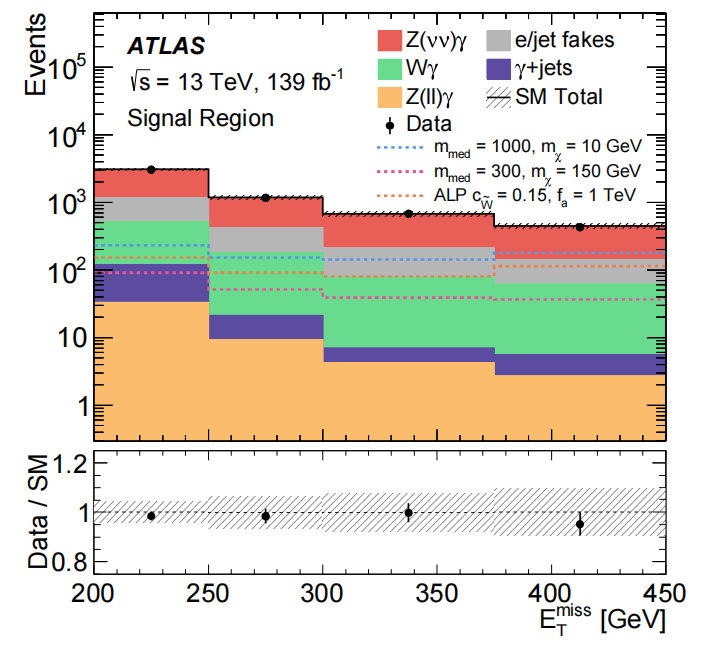 Events
ATLAS
√s = 13 TeV, 139 fb⁻¹
Signal Region
Z(νν)γ
e/jet fakes
Wγ
γ+jets
Z(ll)γ
SM Total
Data
m_med = 1000, m_χ = 10 GeV
m_med = 300, m_χ = 150 GeV
ALP c_W̃ = 0.15, f_a = 1 TeV
10⁵
10⁴
10³
10²
10
1
Data / SM
1.2
1
0.8
200 250 300 350 400 450
E_T^miss [GeV]